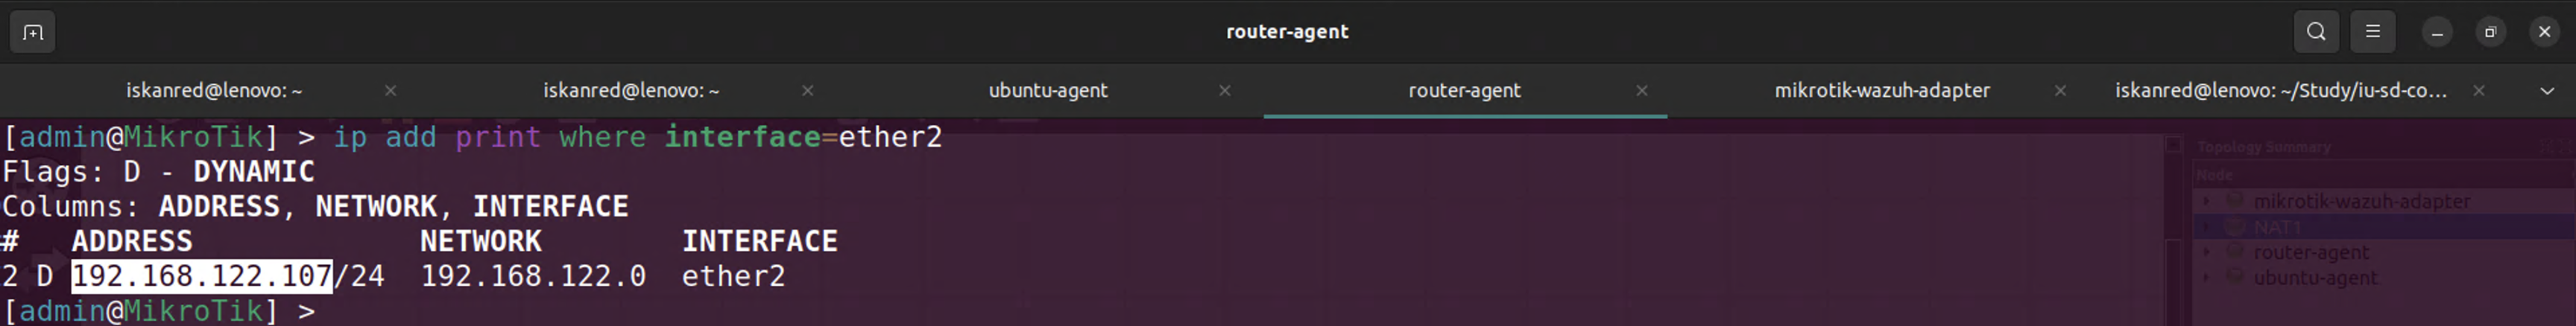 router-agent
iskanred@lenovo: ~
iskanred@lenovo: ~
ubuntu-agent
router-agent
mikrotik-wazuh-adapter
iskanred@lenovo: ~/Study/iu-sd-co...
[admin@MikroTik] > ip add print where interface=ether2
Flags: D - DYNAMIC
Columns: ADDRESS, NETWORK, INTERFACE
# ADDRESS NETWORK INTERFACE
2 D 192.168.122.107/24 192.168.122.0 ether2
[admin@MikroTik] >
Topology Summary
Node
mikrotik-wazuh-adapter
NAT1
router-agent
ubuntu-agent